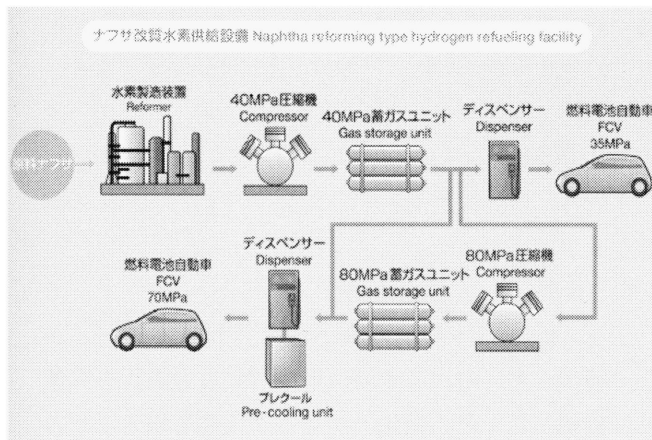 ナフサ改質水素供給設備 Naphtha reforming type hydrogen refueling facility
水素製造装置
Reformer
40MPa圧縮機
Compressor
40MPa蓄ガスユニット
Gas storage unit
ディスペンサー
Dispenser
燃料電池自動車
FCV
35MPa
ナフサ
燃料電池自動車
FCV
70MPa
ディスペンサー
Dispenser
80MPa蓄ガスユニット
Gas storage unit
80MPa圧縮機
Compressor
プレクール
Pre-cooling unit